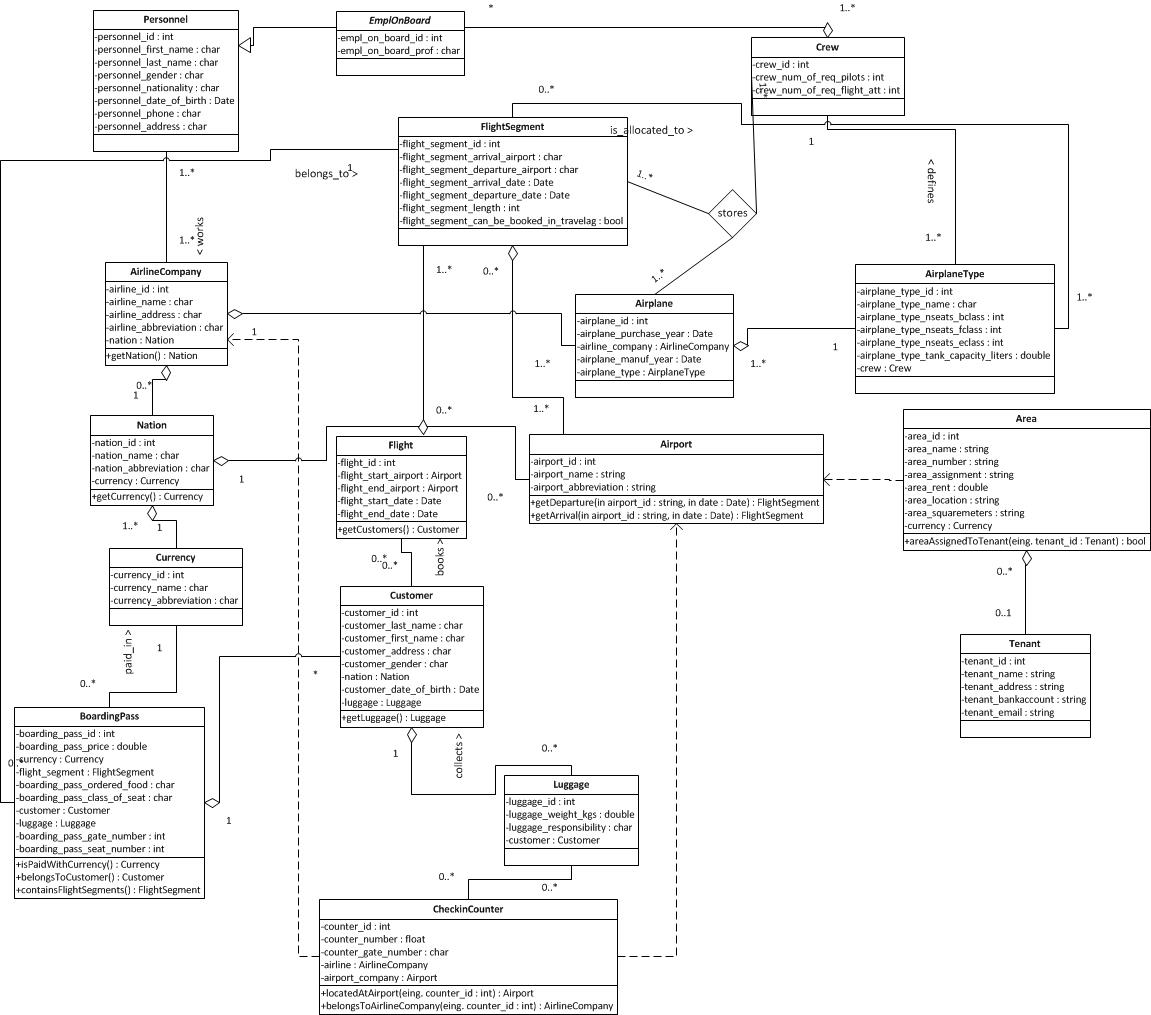 Personnel
-personnel_id : int
-personnel_first_name : char
-personnel_last_name : char
-personnel_gender : char
-personnel_nationality : char
-personnel_date_of_birth : Date
-personnel_phone : char
-personnel_address : char
EmplOnBoard
-empl_on_board_id : int
-empl_on_board_prof : char
*
1..*
Crew
-crew_id : int
-crew_num_of_req_pilots : int
-crew_num_of_req_flight_att : int
1..*
0..*
is_allocated_to >
1
FlightSegment
-flight_segment_id : int
-flight_segment_arrival_airport : char
-flight_segment_departure_airport : char
-flight_segment_arrival_date : Date
-flight_segment_departure_date : Date
-flight_segment_length : int
-flight_segment_can_be_booked_in_travelag : bool
1
belongs_to >
1..*
stores
1..*
< defines
1..*
1..*
1..*
< works
1..*
AirlineCompany
-airline_id : int
-airline_name : char
-airline_address : char
-airline_abbreviation : char
-nation : Nation
+getNation() : Nation
1
0..*
1
1..*
0..*
Airplane
-airplane_id : int
-airplane_purchase_year : Date
-airline_company : AirlineCompany
-airplane_manuf_year : Date
-airplane_type : AirplaneType
1..*
1..*
1
AirplaneType
-airplane_type_id : int
-airplane_type_name : char
-airplane_type_nseats_bclass : int
-airplane_type_nseats_fclass : int
-airplane_type_nseats_eclass : int
-airplane_type_tank_capacity_liters : double
-crew : Crew
Nation
-nation_id : int
-nation_name : char
-nation_abbreviation : char
-currency : Currency
+getCurrency() : Currency
1
1..*
1
0..*
1..*
Flight
-flight_id : int
-flight_start_airport : Airport
-flight_end_airport : Airport
-flight_start_date : Date
-flight_end_date : Date
+getCustomers() : Customer
0..*
Airport
-airport_id : int
-airport_name : string
-airport_abbreviation : string
+getDeparture(in airport_id : string, in date : Date) : FlightSegment
+getArrival(in airport_id : string, in date : Date) : FlightSegment
Area
-area_id : int
-area_name : string
-area_number : string
-area_assignment : string
-area_rent : double
-area_location : string
-area_squaremeters : string
-currency : Currency
+areaAssignedToTenant(eing. tenant_id : Tenant) : bool
0..*
0..1
Tenant
-tenant_id : int
-tenant_name : string
-tenant_address : string
-tenant_bankaccount : string
-tenant_email : string
Currency
-currency_id : int
-currency_name : char
-currency_abbreviation : char
paid_in >
1
0..*
0..*
0..*
books >
Customer
-customer_id : int
-customer_last_name : char
-customer_first_name : char
-customer_address : char
-customer_gender : char
-nation : Nation
-customer_date_of_birth : Date
-luggage : Luggage
+getLuggage() : Luggage
*
1
collects >
0..*
BoardingPass
-boarding_pass_id : int
-boarding_pass_price : double
-currency : Currency
-flight_segment : FlightSegment
-boarding_pass_ordered_food : char
-boarding_pass_class_of_seat : char
-customer : Customer
-luggage : Luggage
-boarding_pass_gate_number : int
-boarding_pass_seat_number : int
+isPaidWithCurrency() : Currency
+belongsToCustomer() : Customer
+containsFlightSegments() : FlightSegment
0..*
1
Luggage
-luggage_id : int
-luggage_weight_kgs : double
-luggage_responsibility : char
-customer : Customer
0..*
0..*
CheckinCounter
-counter_id : int
-counter_number : float
-counter_gate_number : char
-airline : AirlineCompany
-airport_company : Airport
+locatedAtAirport(eing. counter_id : int) : Airport
+belongsToAirlineCompany(eing. counter_id : int) : AirlineCompany